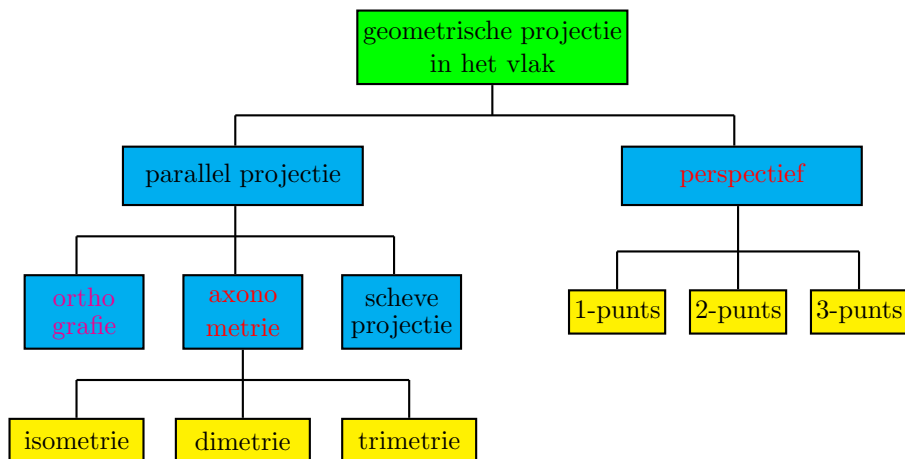 geometrische projectie
in het vlak
parallel projectie
perspectief
ortho
grafie
axono
metrie
scheve
projectie
1-punts
2-punts
3-punts
isometrie
dimetrie
trimetrie